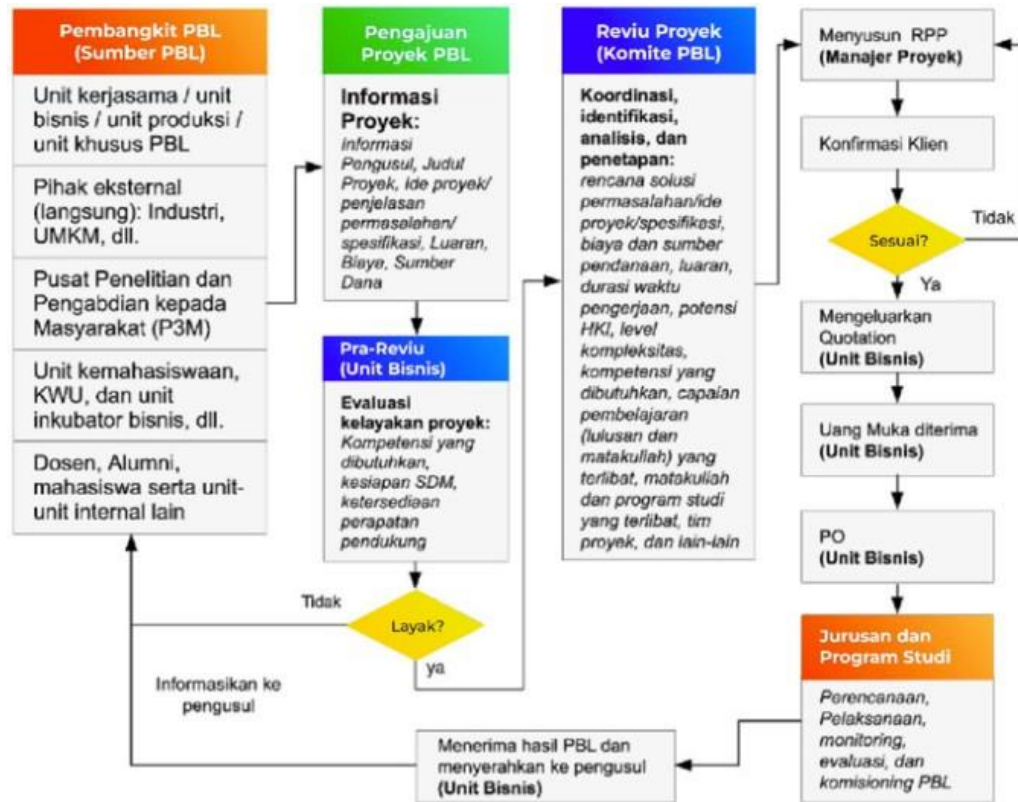 Pembangkit PBL
(Sumber PBL)
Unit kerjasama / unit
bisnis / unit produksi /
unit khusus PBL
Pihak eksternal
(langsung): Industri,
UMKM, dll.
Pusat Penelitian dan
Pengabdian kepada
Masyarakat (P3M)
Unit kemahasiswaan,
KWU, dan unit
inkubator bisnis, dll.
Dosen, Alumni,
mahasiswa serta unit-
unit internal lain
Pengajuan
Proyek PBL
Informasi
Proyek:
Informasi
Pengusul, Judul
Proyek, Ide proyek/
penjelasan
permasalahan/
spesifikasi, Luaran,
Biaya, Sumber
Dana
Pra-Reviu
(Unit Bisnis)
Evaluasi
kelayakan proyek:
Kompetensi yang
dibutuhkan,
kesiapan SDM,
ketersediaan
perapatan
pendukung
Layak?
Tidak
ya
Informasikan ke
pengusul
Reviu Proyek
(Komite PBL)
Koordinasi,
identifikasi,
analisis, dan
penetapan:
rencana solusi
permasalahan/ide
proyek/spesifikasi,
biaya dan sumber
pendanaan, luaran,
durasi waktu
pengerjaan, potensi
HKI, level
kompleksitas,
kompetensi yang
dibutuhkan, capaian
pembelajaran
(lulusan dan
matakullah) yang
terlibat, matakuliah
dan program studi
yang terlibat, tim
proyek, dan lain-lain
Menyusun RPP
(Manajer Proyek)
Konfirmasi Klien
Sesuai?
Tidak
Ya
Mengeluarkan
Quotation
(Unit Bisnis)
Uang Muka diterima
(Unit Bisnis)
PO
(Unit Bisnis)
Jurusan dan
Program Studi
Perencanaan,
Pelaksanaan,
monitoring,
evaluasi, dan
komisioning PBL
Menerima hasil PBL dan
menyerahkan ke pengusul
(Unit Bisnis)